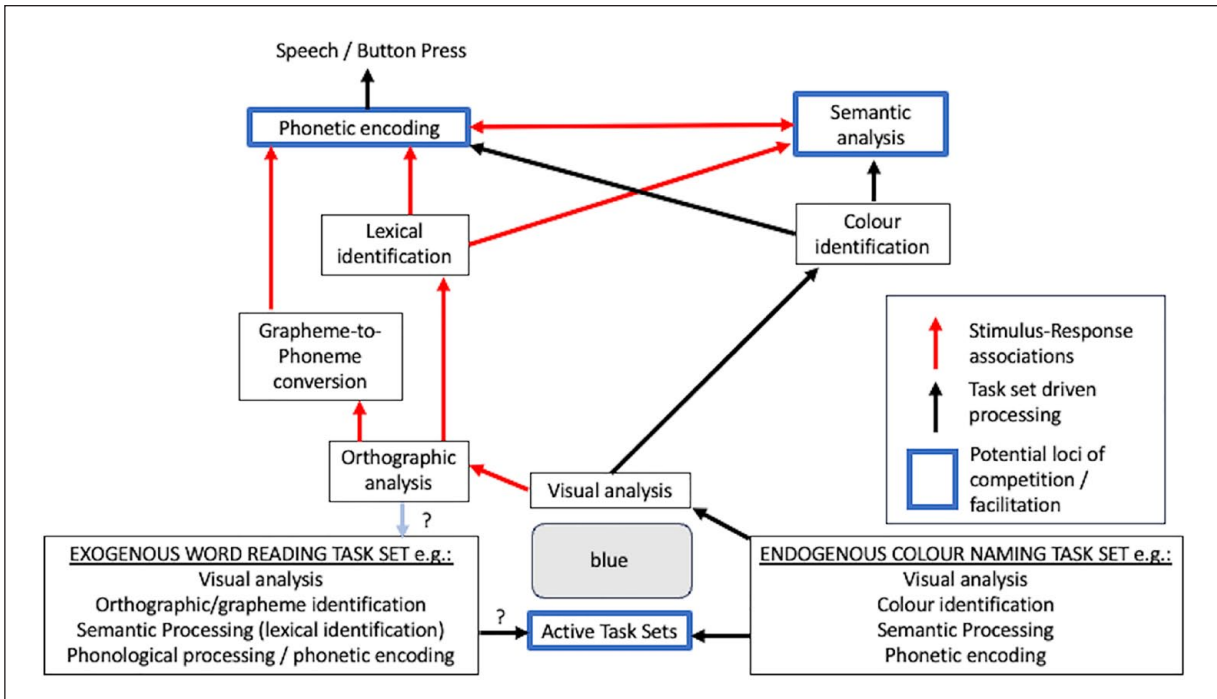 Speech / Button Press
Phonetic encoding
Semantic
analysis
Lexical
identification
Colour
identification
Grapheme-to-
Phoneme
conversion
Stimulus-Response
associations
Task set driven
processing
Potential loci of
competition /
facilitation
Orthographic
analysis
Visual analysis
?
EXOGENOUS WORD READING TASK SET e.g.:
Visual analysis
Orthographic/grapheme identification
Semantic Processing (lexical identification)
Phonological processing / phonetic encoding
blue
?
Active Task Sets
ENDOGENOUS COLOUR NAMING TASK SET e.g.:
Visual analysis
Colour identification
Semantic Processing
Phonetic encoding